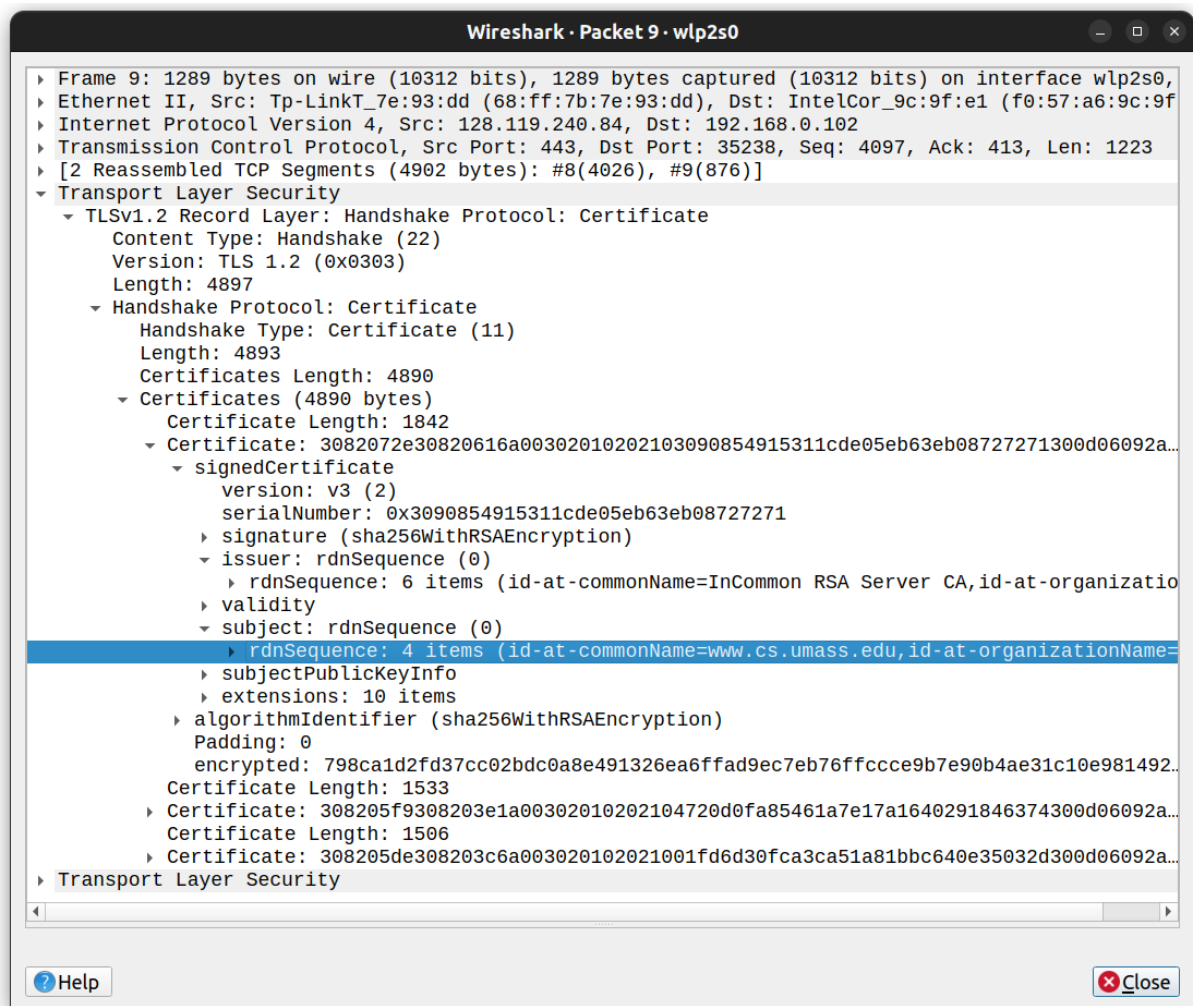 Wireshark · Packet 9 · wlp2s0
Frame 9: 1289 bytes on wire (10312 bits), 1289 bytes captured (10312 bits) on interface wlp2s0,
Ethernet II, Src: Tp-LinkT_7e:93:dd (68:ff:7b:7e:93:dd), Dst: IntelCor_9c:9f:e1 (f0:57:a6:9c:9f
Internet Protocol Version 4, Src: 128.119.240.84, Dst: 192.168.0.102
Transmission Control Protocol, Src Port: 443, Dst Port: 35238, Seq: 4097, Ack: 413, Len: 1223
[2 Reassembled TCP Segments (4902 bytes): #8(4026), #9(876)]
Transport Layer Security
TLSv1.2 Record Layer: Handshake Protocol: Certificate
Content Type: Handshake (22)
Version: TLS 1.2 (0x0303)
Length: 4897
Handshake Protocol: Certificate
Handshake Type: Certificate (11)
Length: 4893
Certificates Length: 4890
Certificates (4890 bytes)
Certificate Length: 1842
Certificate: 3082072e30820616a00302010202103090854915311cde05eb63eb08727271300d06092a…
signedCertificate
version: v3 (2)
serialNumber: 0x3090854915311cde05eb63eb08727271
signature (sha256WithRSAEncryption)
issuer: rdnSequence (0)
rdnSequence: 6 items (id-at-commonName=InCommon RSA Server CA,id-at-organizatio
validity
subject: rdnSequence (0)
rdnSequence: 4 items (id-at-commonName=www.cs.umass.edu,id-at-organizationName=
subjectPublicKeyInfo
extensions: 10 items
algorithmIdentifier (sha256WithRSAEncryption)
Padding: 0
encrypted: 798ca1d2fd37cc02bdc0a8e491326ea6ffad9ec7eb76ffccce9b7e90b4ae31c10e981492…
Certificate Length: 1533
Certificate: 308205f9308203e1a00302010202104720d0fa85461a7e17a1640291846374300d06092a…
Certificate Length: 1506
Certificate: 308205de308203c6a003020102021001fd6d30fca3ca51a81bbc640e35032d300d06092a…
Transport Layer Security
Help
Close